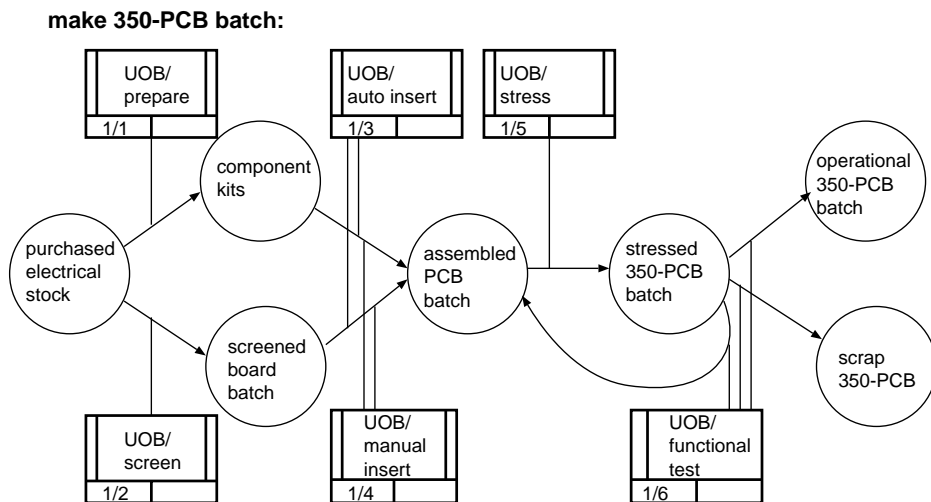 make 350-PCB batch:
UOB/
prepare
1/1
UOB/
auto insert
1/3
UOB/
stress
1/5
component
kits
operational
350-PCB
batch
purchased
electrical
stock
assembled
PCB
batch
stressed
350-PCB
batch
screened
board
batch
scrap
350-PCB
UOB/
screen
1/2
UOB/
manual
insert
1/4
UOB/
functional
test
1/6